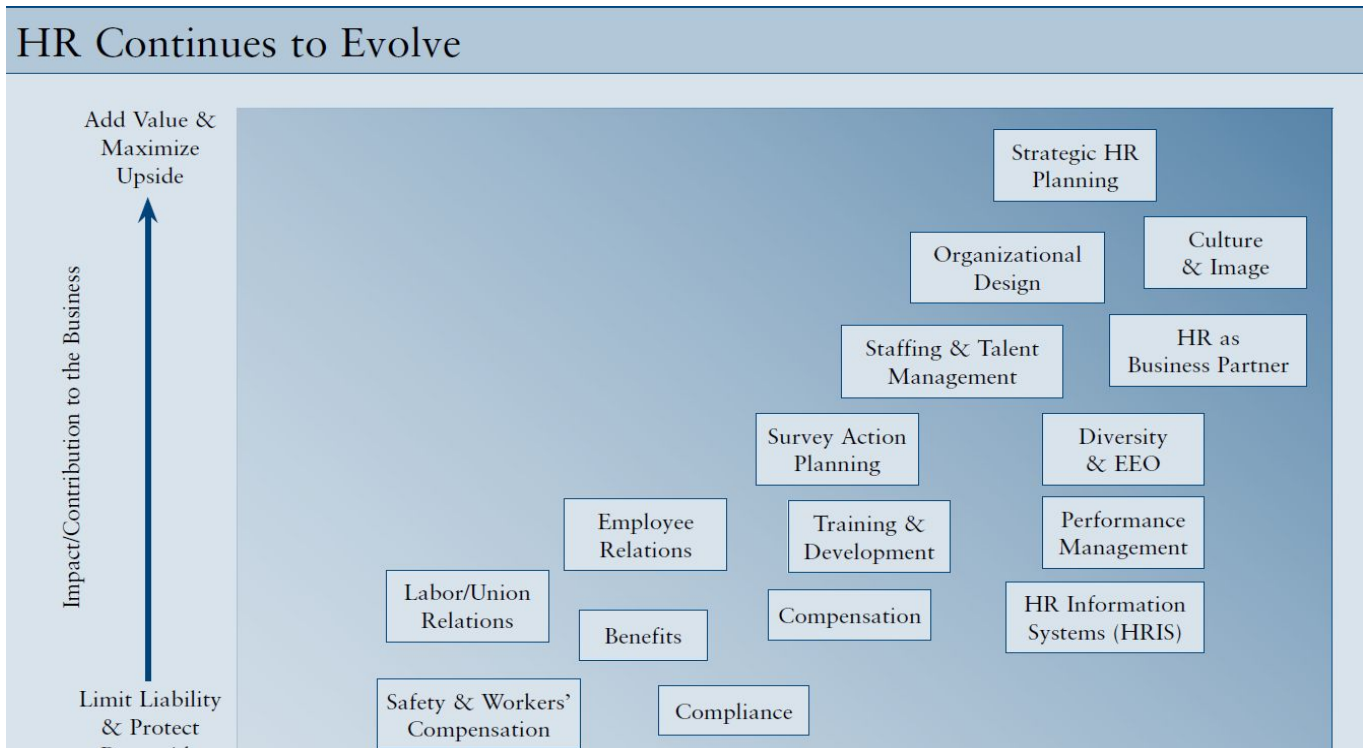 HR Continues to Evolve
Add Value &
Maximize
Upside
Impact/Contribution to the Business
Limit Liability
& Protect
Strategic HR
Planning
Culture
& Image
Organizational
Design
HR as
Business Partner
Staffing & Talent
Management
Survey Action
Planning
Diversity
& EEO
Employee
Relations
Training &
Development
Performance
Management
Labor/Union
Relations
Benefits
Compensation
HR Information
Systems (HRIS)
Safety & Workers’
Compensation
Compliance